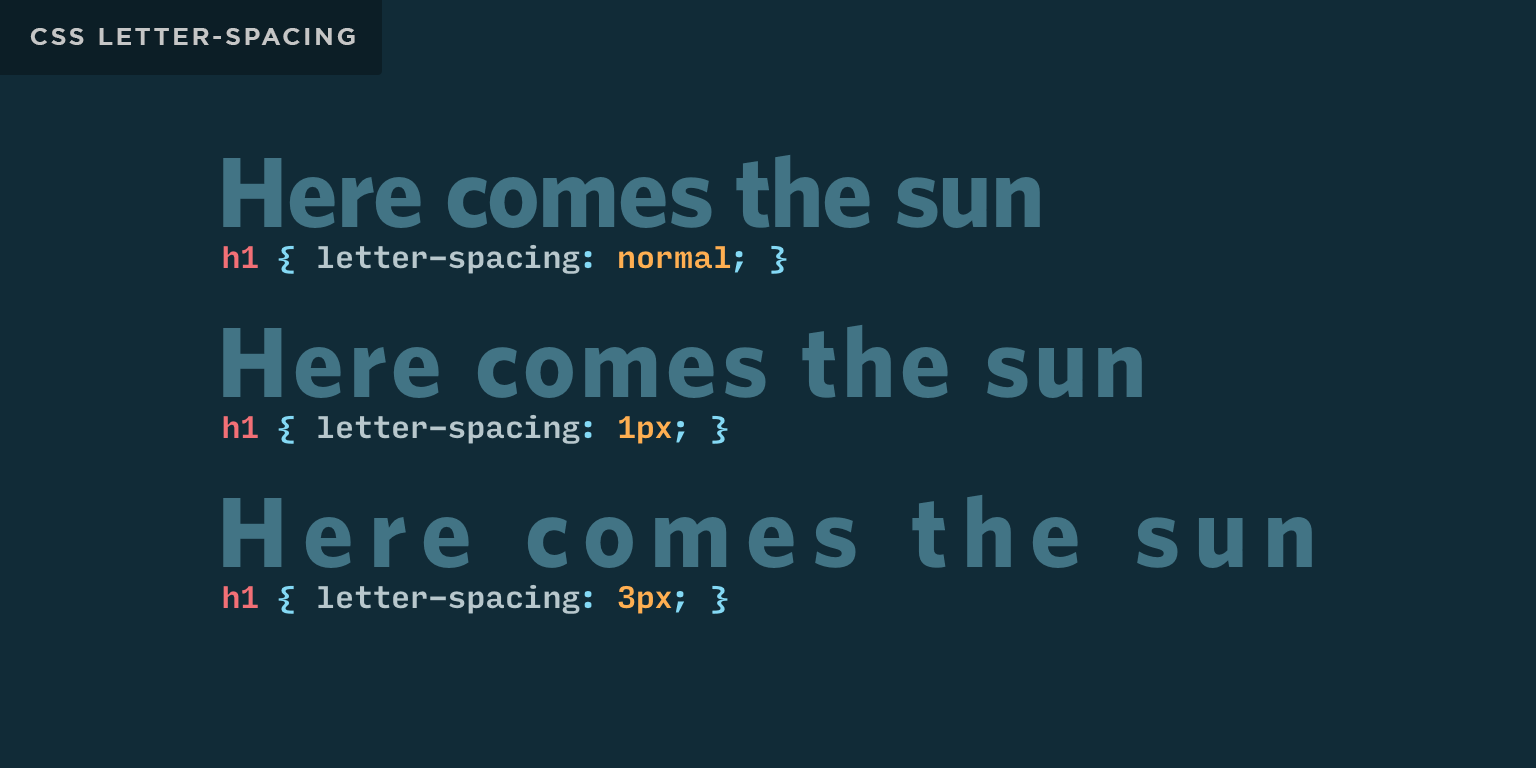 CSS LETTER-SPACING
Here comes the sun
h1 { letter-spacing: normal; }
Here comes the sun
h1 { letter-spacing: 1px; }
Here comes the sun
h1 { letter-spacing: 3px; }